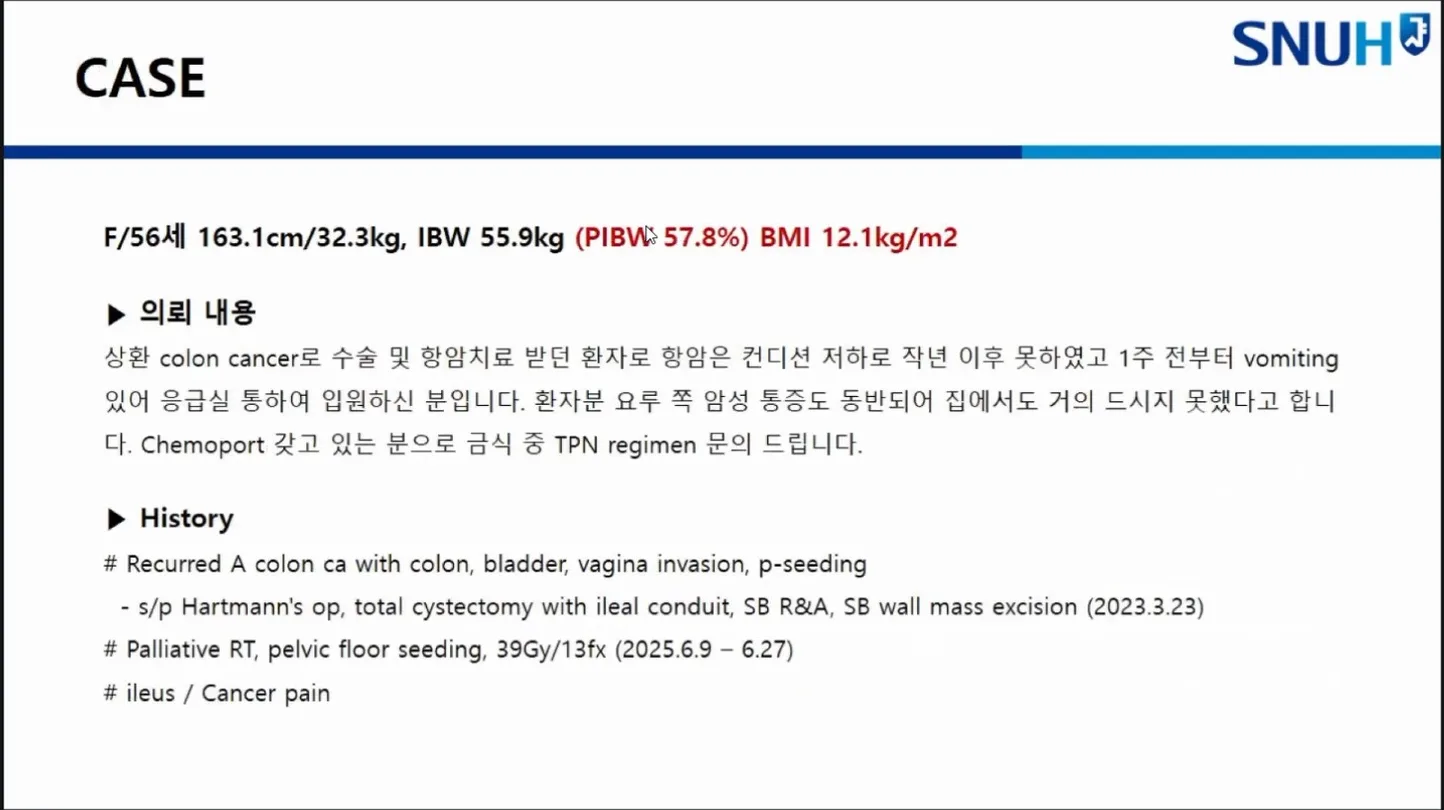 SNUH
CASE
F/56세 163.1cm/32.3kg, IBW 55.9kg (PIBW 57.8%) BMI 12.1kg/m2
▶ 의뢰 내용
상환 colon cancer로 수술 및 항암치료 받던 환자로 항암은 컨디션 저하로 작년 이후 못하였고 1주 전부터 vomiting
있어 응급실 통하여 입원하신 분입니다. 환자분 요루 쪽 암성 통증도 동반되어 집에서도 거의 드시지 못했다고 합니
다. Chemoport 갖고 있는 분으로 금식 중 TPN regimen 문의 드립니다.
▶ History
# Recurred A colon ca with colon, bladder, vagina invasion, p-seeding
- s/p Hartmann's op, total cystectomy with ileal conduit, SB R&A, SB wall mass excision (2023.3.23)
# Palliative RT, pelvic floor seeding, 39Gy/13fx (2025.6.9 – 6.27)
# ileus / Cancer pain